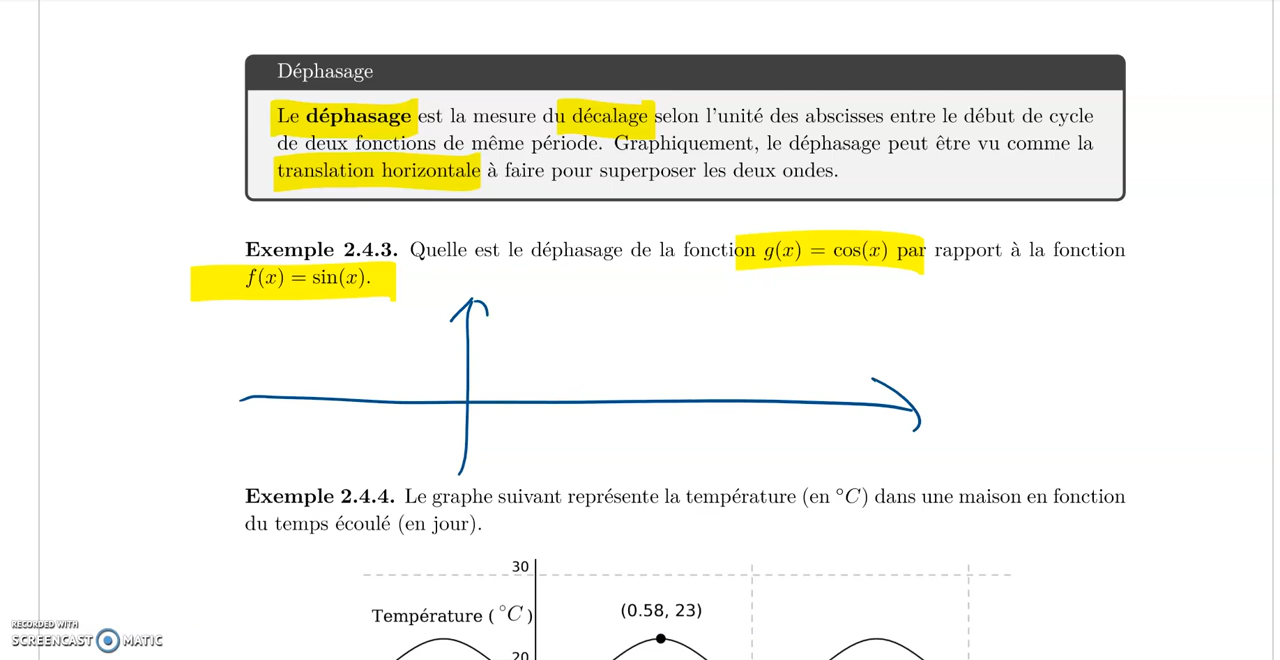 Déphasage
Le déphasage est la mesure du décalage selon l'unité des abscisses entre le début de cycle
de deux fonctions de même période. Graphiquement, le déphasage peut être vu comme la
translation horizontale à faire pour superposer les deux ondes.
Exemple 2.4.3. Quelle est le déphasage de la fonction g(x) = cos(x) par rapport à la fonction
f(x) = sin(x).
Exemple 2.4.4. Le graphe suivant représente la température (en °C) dans une maison en fonction
du temps écoulé (en jour).
30
Température (°C)
(0.58, 23)
20
RECORDED WITH
SCREENCAST MATIC